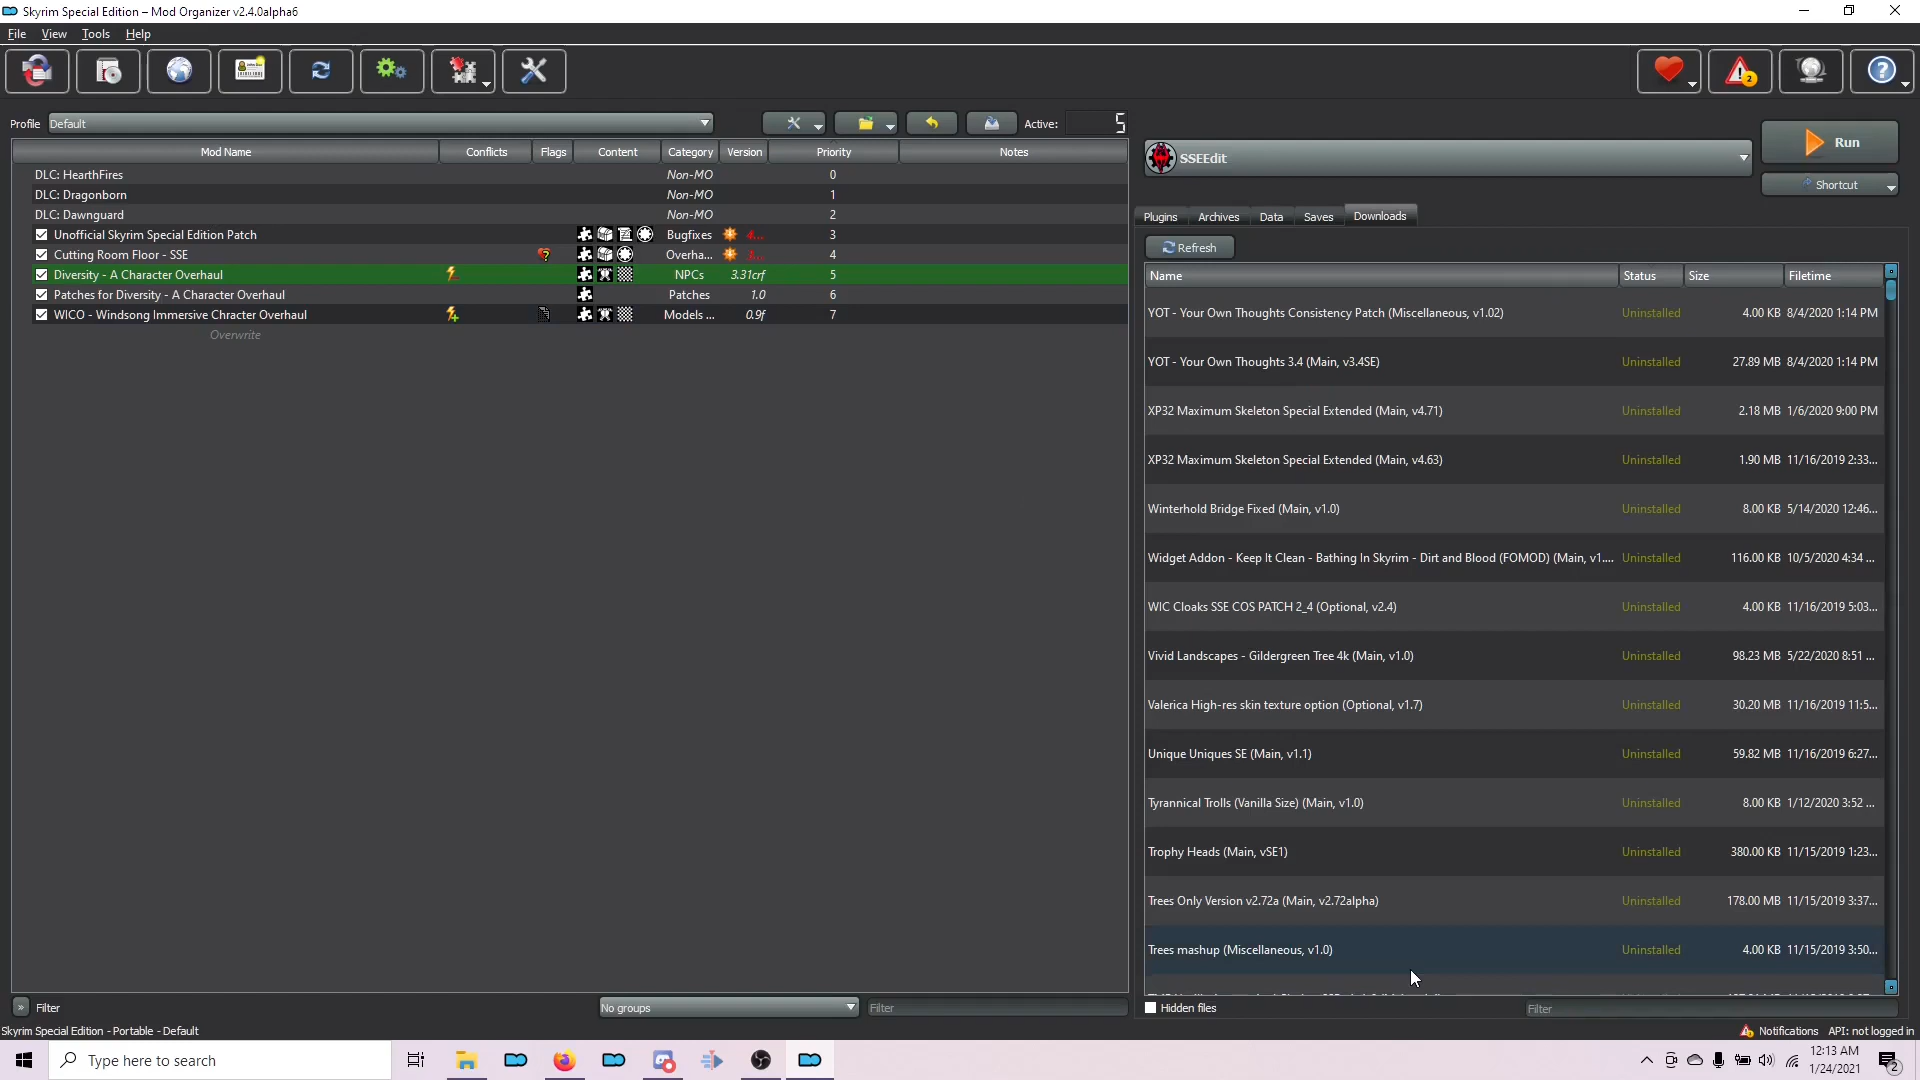 Skyrim Special Edition – Mod Organizer v2.4.0alpha6
File View Tools Help
Profile Default Active: 5
Mod Name Conflicts Flags Content Category Version Priority Notes
DLC: HearthFires Non-MO 0
DLC: Dragonborn Non-MO 1
DLC: Dawnguard Non-MO 2
Unofficial Skyrim Special Edition Patch Bugfixes 4... 3
Cutting Room Floor - SSE Overha... 3... 4
Diversity - A Character Overhaul NPCs 3.31crf 5
Patches for Diversity - A Character Overhaul Patches 1.0 6
WICO - Windsong Immersive Chracter Overhaul Models ... 0.9f 7
Overwrite
» Filter No groups Filter
SSEEdit
Run
Shortcut
Plugins Archives Data Saves Downloads
Refresh
Name Status Size Filetime
YOT - Your Own Thoughts Consistency Patch (Miscellaneous, v1.02) Uninstalled 4.00 KB 8/4/2020 1:14 PM
YOT - Your Own Thoughts 3.4 (Main, v3.4SE) Uninstalled 27.89 MB 8/4/2020 1:14 PM
XP32 Maximum Skeleton Special Extended (Main, v4.71) Uninstalled 2.18 MB 1/6/2020 9:00 PM
XP32 Maximum Skeleton Special Extended (Main, v4.63) Uninstalled 1.90 MB 11/16/2019 2:33...
Winterhold Bridge Fixed (Main, v1.0) Uninstalled 8.00 KB 5/14/2020 12:46...
Widget Addon - Keep It Clean - Bathing In Skyrim - Dirt and Blood (FOMOD) (Main, v1.... Uninstalled 116.00 KB 10/5/2020 4:34 ...
WIC Cloaks SSE COS PATCH 2_4 (Optional, v2.4) Uninstalled 4.00 KB 11/16/2019 5:03...
Vivid Landscapes - Gildergreen Tree 4k (Main, v1.0) Uninstalled 98.23 MB 5/22/2020 8:51 ...
Valerica High-res skin texture option (Optional, v1.7) Uninstalled 30.20 MB 11/16/2019 11:5...
Unique Uniques SE (Main, v1.1) Uninstalled 59.82 MB 11/16/2019 6:27...
Tyrannical Trolls (Vanilla Size) (Main, v1.0) Uninstalled 8.00 KB 1/12/2020 3:52 ...
Trophy Heads (Main, vSE1) Uninstalled 380.00 KB 11/15/2019 1:23...
Trees Only Version v2.72a (Main, v2.72alpha) Uninstalled 178.00 MB 11/15/2019 3:37...
Trees mashup (Miscellaneous, v1.0) Uninstalled 4.00 KB 11/15/2019 3:50...
Hidden files Filter
Skyrim Special Edition - Portable - Default Notifications API: not logged in
Type here to search
12:13 AM
1/24/2021
2